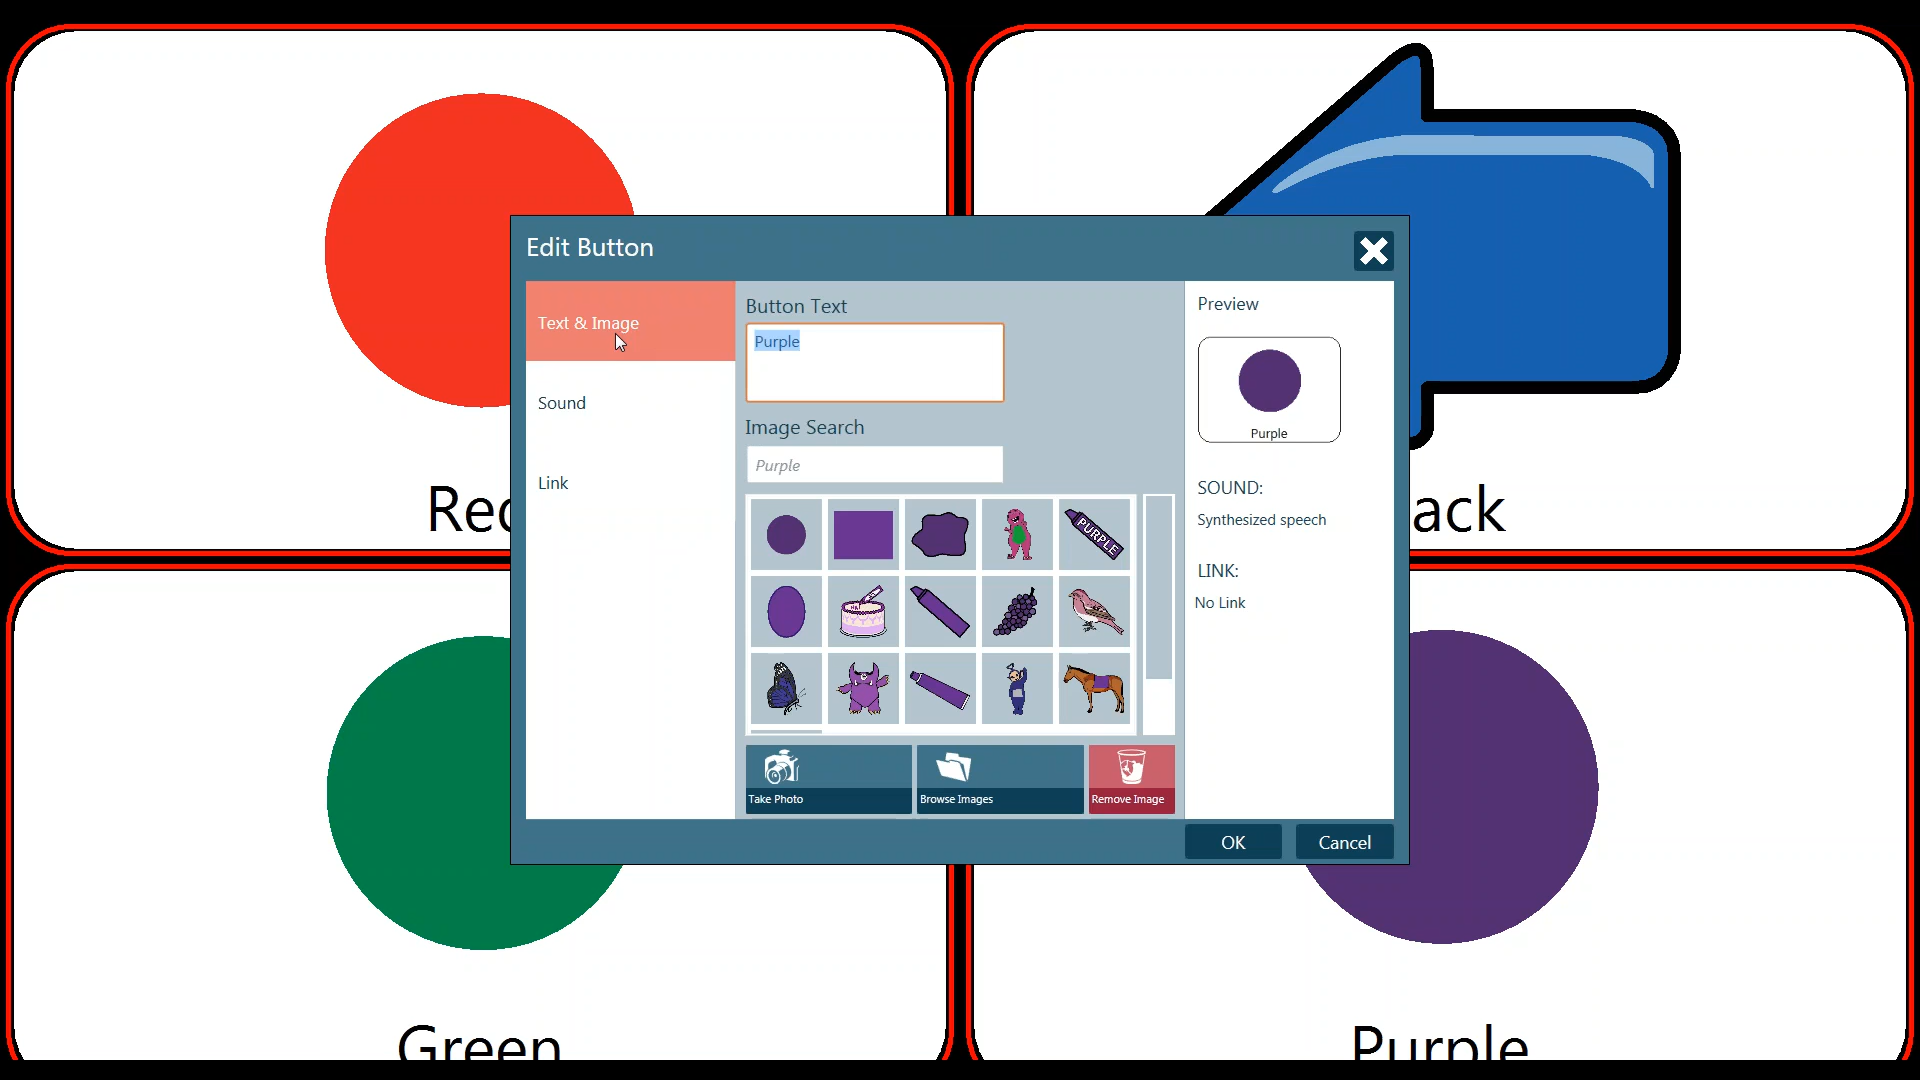 Edit Button
Text & Image
Sound
Link
Button Text
Purple
Image Search
Purple
PURPLE
Take Photo
Browse Images
Remove Image
Preview
Purple
SOUND:
Synthesized speech
LINK:
No Link
OK
Cancel
Green
Purple